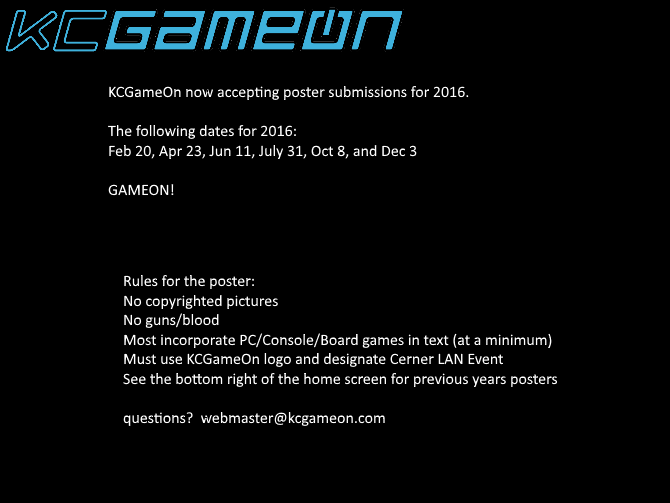 KCGameOn
KCGameOn now accepting poster submissions for 2016.
The following dates for 2016:
Feb 20, Apr 23, Jun 11, July 31, Oct 8, and Dec 3
GAMEON!
Rules for the poster:
No copyrighted pictures
No guns/blood
Most incorporate PC/Console/Board games in text (at a minimum)
Must use KCGameOn logo and designate Cerner LAN Event
See the bottom right of the home screen for previous years posters
questions?  webmaster@kcgameon.com